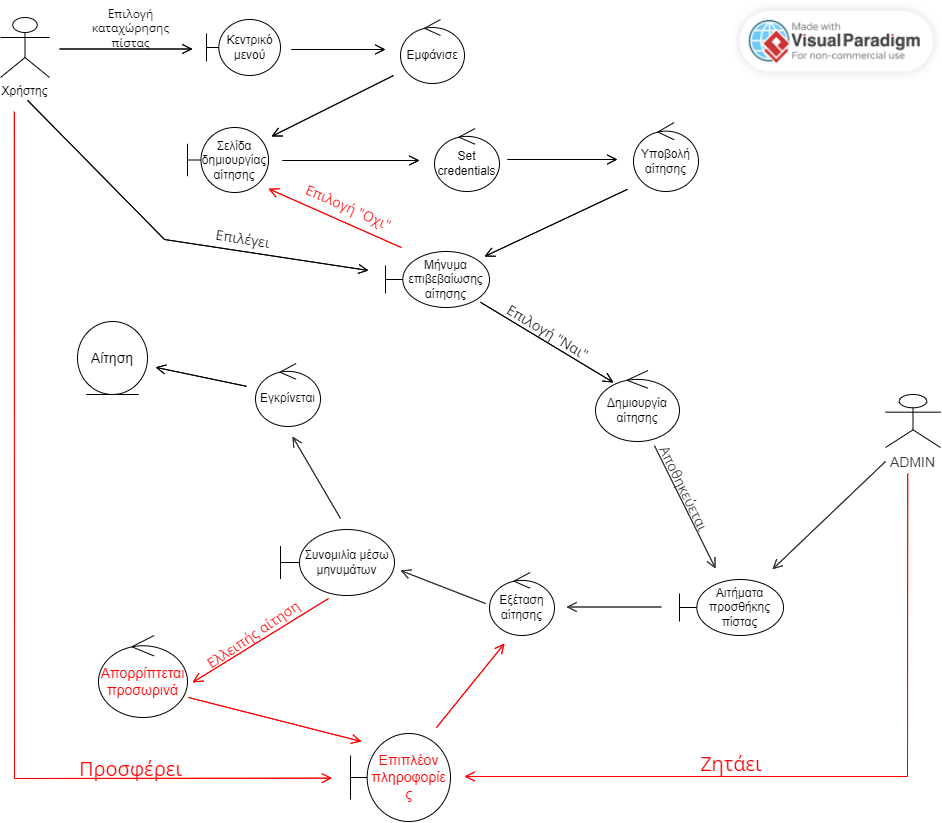 Επιλογή
καταχώρησης
πίστας
Χρήστης
Κεντρικό
μενού
Εμφάνισε
Made with
Visual Paradigm
For non-commercial use
Σελίδα
δημιουργίας
αίτησης
Set
credentials
Υποβολή
αίτησης
Επιλογή "Οχι"
Επιλέγει
Μήνυμα
επιβεβαίωσης
αίτησης
Επιλογή "Ναι"
Αίτηση
Εγκρίνεται
Δημιουργία
αίτησης
ADMIN
Αποθηκεύεται
Συνομιλία μέσω
μηνυμάτων
Εξέταση
αίτησης
Αιτήματα
προσθήκης
πίστας
Ελλειπής αίτηση
Απορρίπτεται
προσωρινά
Επιπλέον
πληροφορίε
ς
Προσφέρει
Ζητάει